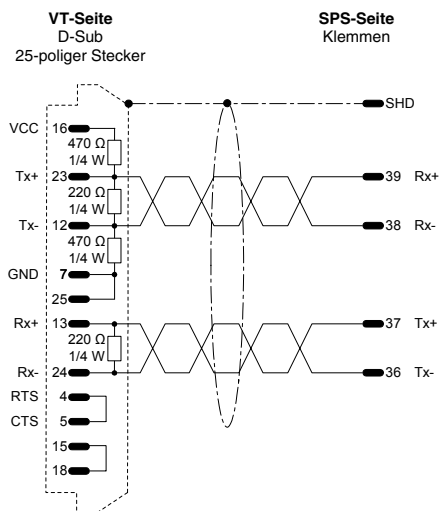 VT-Seite
D-Sub
25-poliger Stecker
SPS-Seite
Klemmen
SHD
VCC 16
470 Ω
1/4 W
Tx+ 23
39 Rx+
220 Ω
1/4 W
Tx- 12
38 Rx-
470 Ω
1/4 W
GND 7
25
Rx+ 13
37 Tx+
220 Ω
1/4 W
Rx- 24
36 Tx-
RTS 4
CTS 5
15
18